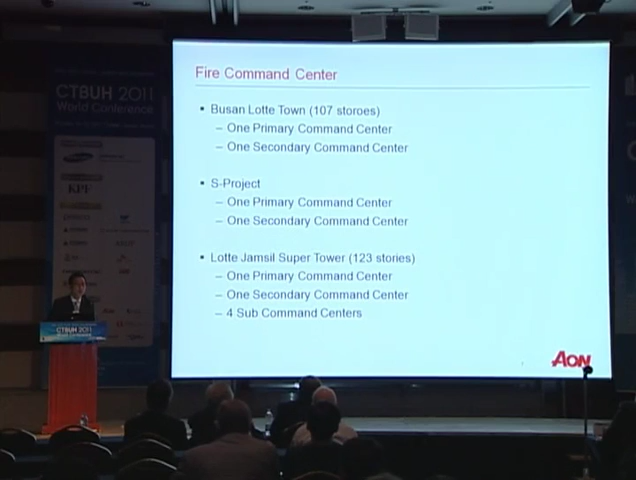 CTBUH 2011
World Conference
KPF
CTBUH 2011
World Conference
Fire Command Center
• Busan Lotte Town (107 storoes)
– One Primary Command Center
– One Secondary Command Center
• S-Project
– One Primary Command Center
– One Secondary Command Center
• Lotte Jamsil Super Tower (123 stories)
– One Primary Command Center
– One Secondary Command Center
– 4 Sub Command Centers
AON